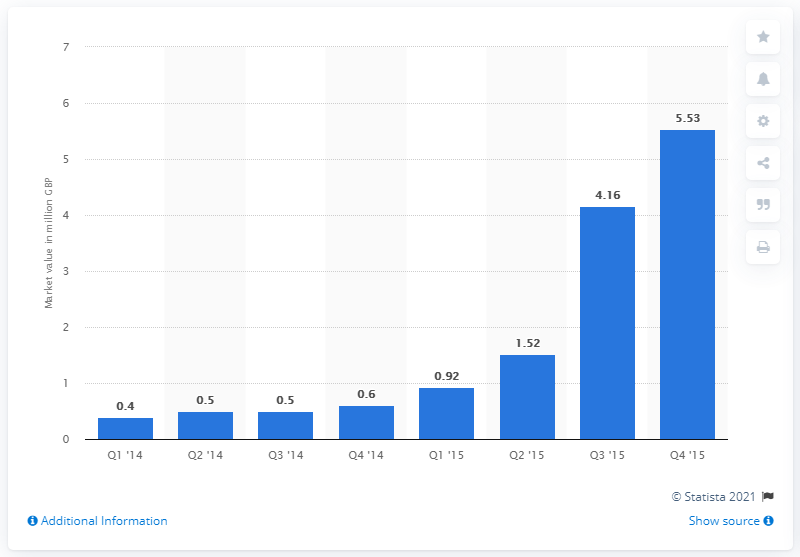 7
6
5
4
3
2
1
0
Market value in million GBP
0.4
0.5
0.5
0.6
0.92
1.52
4.16
5.53
Q1 '14
Q2 '14
Q3 '14
Q4 '14
Q1 '15
Q2 '15
Q3 '15
Q4 '15
© Statista 2021
Additional Information
Show source